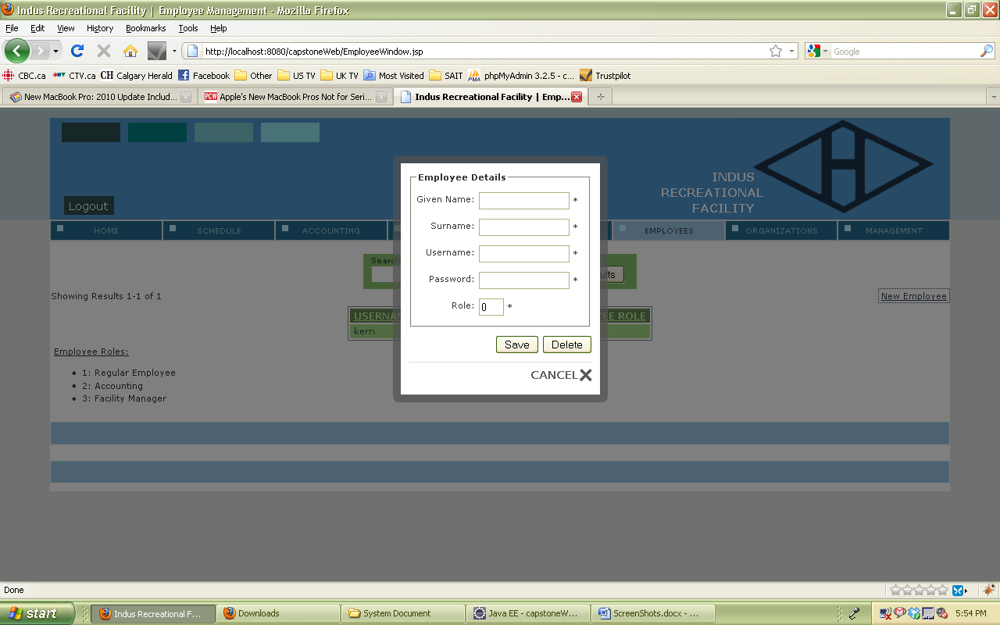 Indus Recreational Facility | Employee Management - Mozilla Firefox
File Edit View History Bookmarks Tools Help
http://localhost:8080/capstoneWeb/EmployeeWindow.jsp
Google
CBC.ca CTV.ca CH Calgary Herald Facebook Other US TV UK TV Most Visited SAIT PMA phpMyAdmin 3.2.5 - c... Trustpilot
New MacBook Pro: 2010 Update Includ... PCW Apple's New MacBook Pros Not for Seri... Indus Recreational Facility | Emp...
INDUS
RECREATIONAL
FACILITY
H
Logout
HOME SCHEDULE ACCOUNTING EMPLOYEES ORGANIZATIONS MANAGEMENT
Search
Showing Results 1-1 of 1
New Employee
ROLE
kerri
Employee Roles:
1: Regular Employee
2: Accounting
3: Facility Manager
Employee Details
Given Name: *
Surname: *
Username: *
Password: *
Role: 0 *
Save Delete
CANCEL
Done
start Indus Recreational F... Downloads System Document Java EE - capstoneW... ScreenShots.docx - ... 5:54 PM